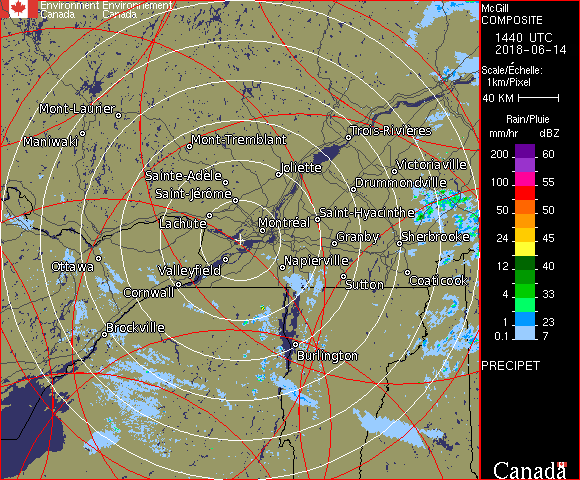 Environment Environnement
Canada Canada
McGill
COMPOSITE
1440 UTC
2018-06-14
Scale/Échelle:
1km/Pixel
40 KM
Rain/Pluie
mm/hr dBZ
200 60
100 55
50 50
24 45
12 40
4 33
1 23
0.1 7
PRECIPET
Canada
Mont-Laurier
Maniwaki
Mont-Tremblant
Trois-Rivières
Sainte-Adèle
Joliette
Victoriaville
Saint-Jérôme
Drummondville
Lachute
Montréal
Saint-Hyacinthe
Granby
Sherbrooke
Ottawa
Valleyfield
Napierville
Cornwall
Sutton
Coaticook
Brockville
Burlington